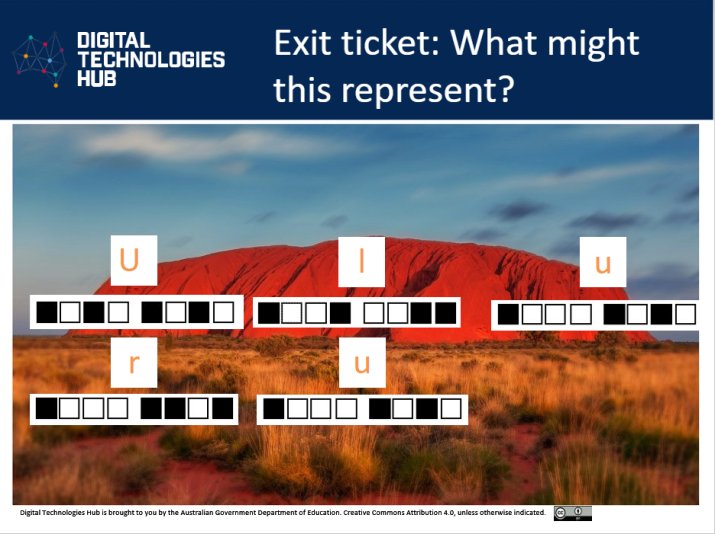 DIGITAL
TECHNOLOGIES
HUB
Exit ticket: What might
this represent?
U
l
u
r
u
Digital Technologies Hub is brought to you by the Australian Government Department of Education. Creative Commons Attribution 4.0, unless otherwise indicated.
cc